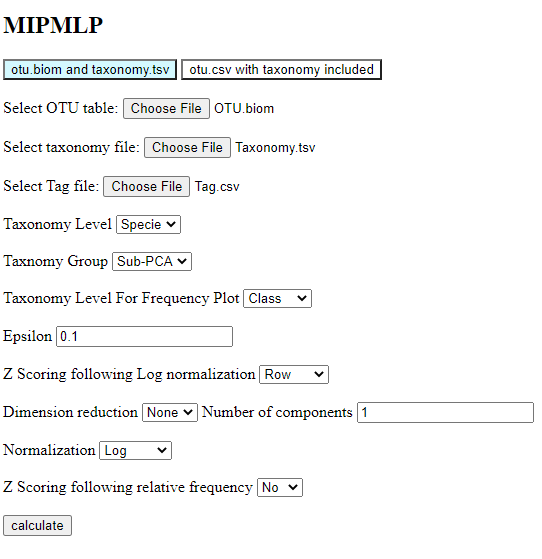 MIPMLP
otu.biom and taxonomy.tsv otu.csv with taxonomy included
Select OTU table: Choose File OTU.biom
Select taxonomy file: Choose File Taxonomy.tsv
Select Tag file: Choose File Tag.csv
Taxonomy Level Specie
Taxnomy Group Sub-PCA
Taxonomy Level For Frequency Plot Class
Epsilon 0.1
Z Scoring following Log normalization Row
Dimension reduction None Number of components 1
Normalization Log
Z Scoring following relative frequency No
calculate